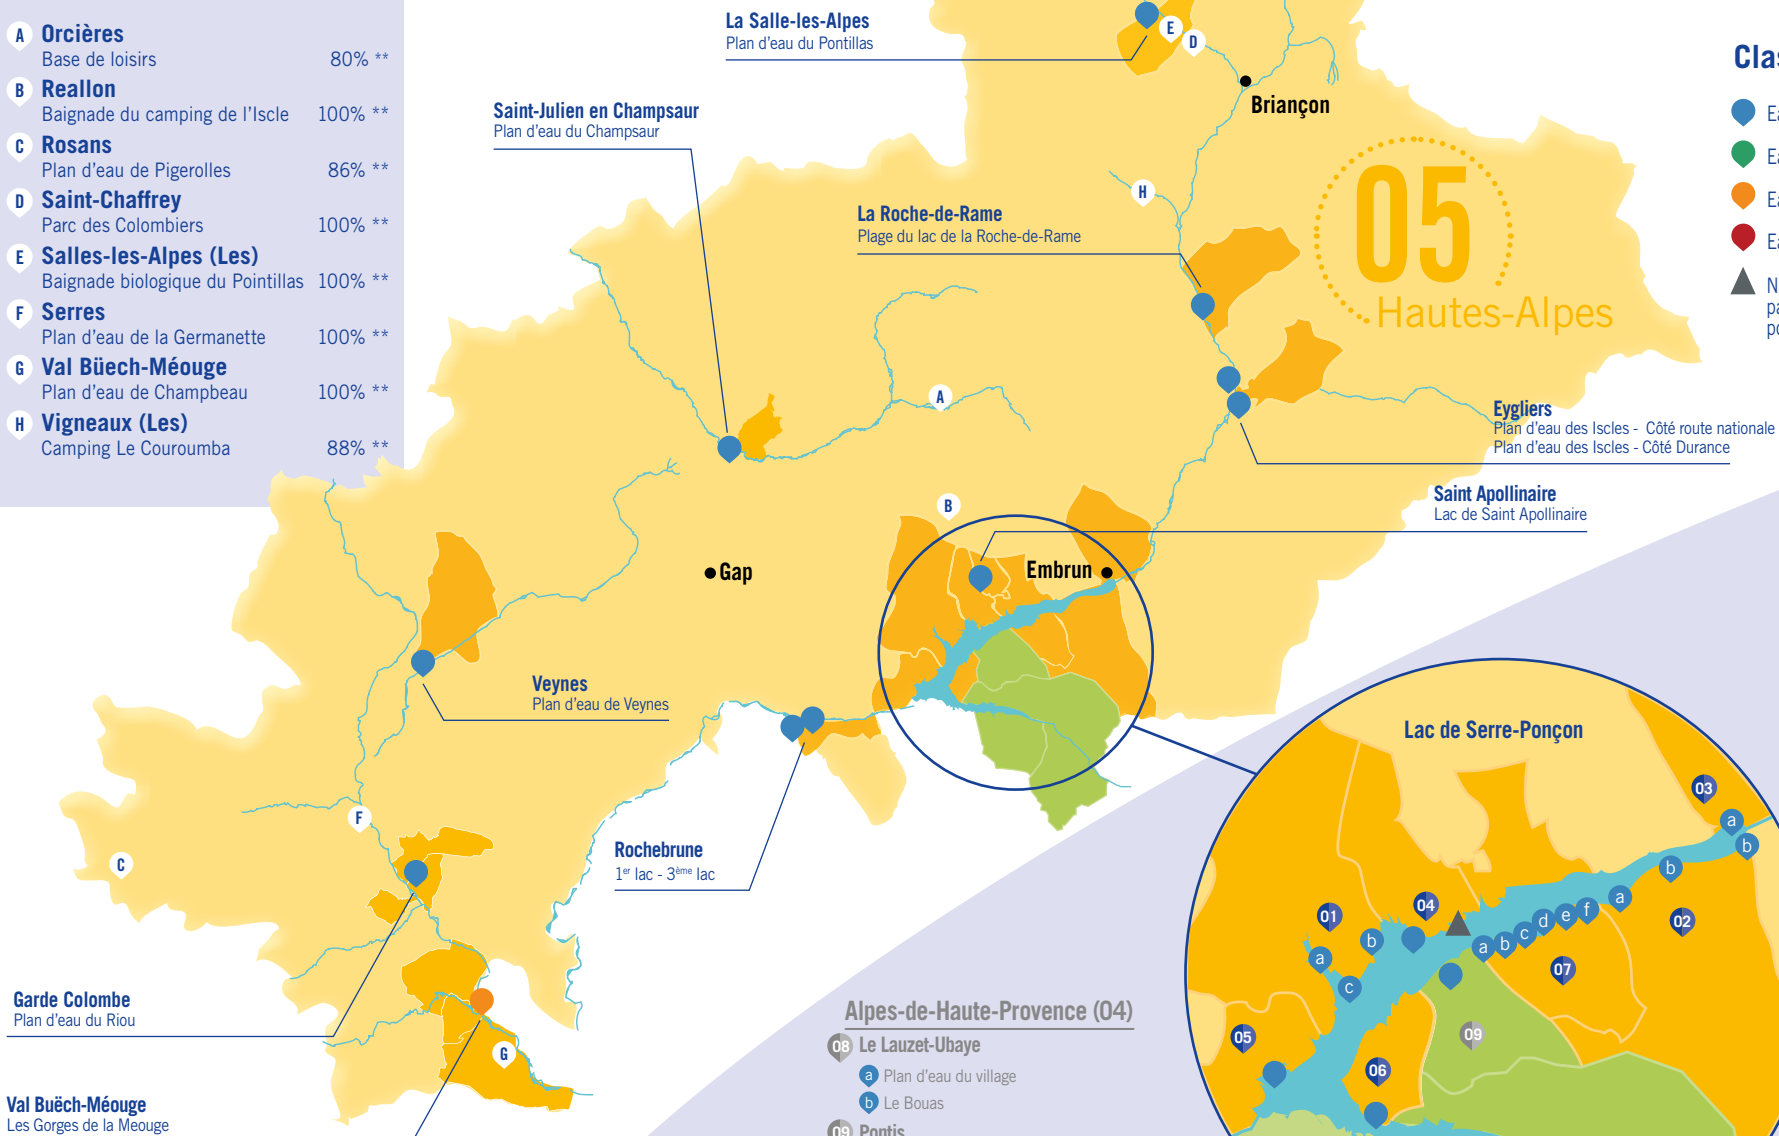 A Orcières
Base de loisirs 80% **
B Reallon
Baignade du camping de l'Iscle 100% **
C Rosans
Plan d'eau de Pigerolles 86% **
D Saint-Chaffrey
Parc des Colombiers 100% **
E Salles-les-Alpes (Les)
Baignade biologique du Pointillas 100% **
F Serres
Plan d'eau de la Germanette 100% **
G Val Büech-Méouge
Plan d'eau de Champbeau 100% **
H Vigneaux (Les)
Camping Le Couroumba 88% **
La Salle-les-Alpes
Plan d'eau du Pontillas
E
D
Briançon
Saint-Julien en Champsaur
Plan d'eau du Champsaur
H
La Roche-de-Rame
Plage du lac de la Roche-de-Rame
05
Hautes-Alpes
A
Eygliers
Plan d'eau des Iscles - Côté route nationale
Plan d'eau des Iscles - Côté Durance
Saint Apollinaire
Lac de Saint Apollinaire
B
Gap
Embrun
Veynes
Plan d'eau de Veynes
F
C
Rochebrune
1er lac - 3ème lac
Garde Colombe
Plan d'eau du Riou
G
Val Buëch-Méouge
Les Gorges de la Meouge
Alpes-de-Haute-Provence (04)
08 Le Lauzet-Ubaye
a Plan d'eau du village
b Le Bouas
09 Pontis
Lac de Serre-Ponçon
03
a
b
b
a
02
01
04
a
b
c
a b c d e f
07
05
09
06